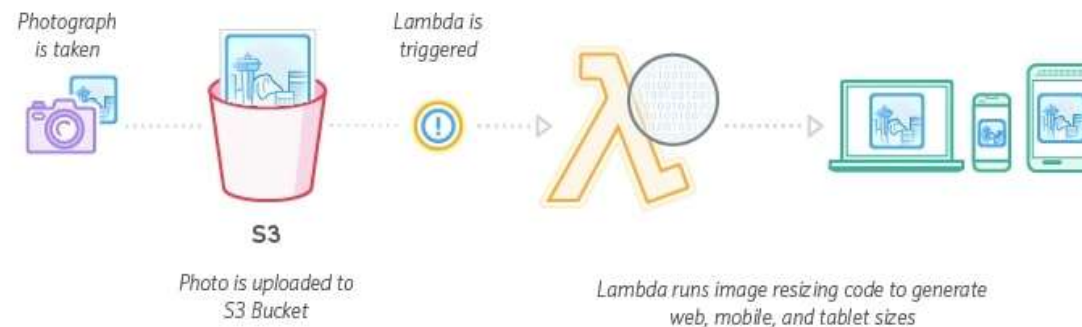 Photograph
is taken
Lambda is
triggered
S3
Photo is uploaded to
S3 Bucket
Lambda runs image resizing code to generate
web, mobile, and tablet sizes